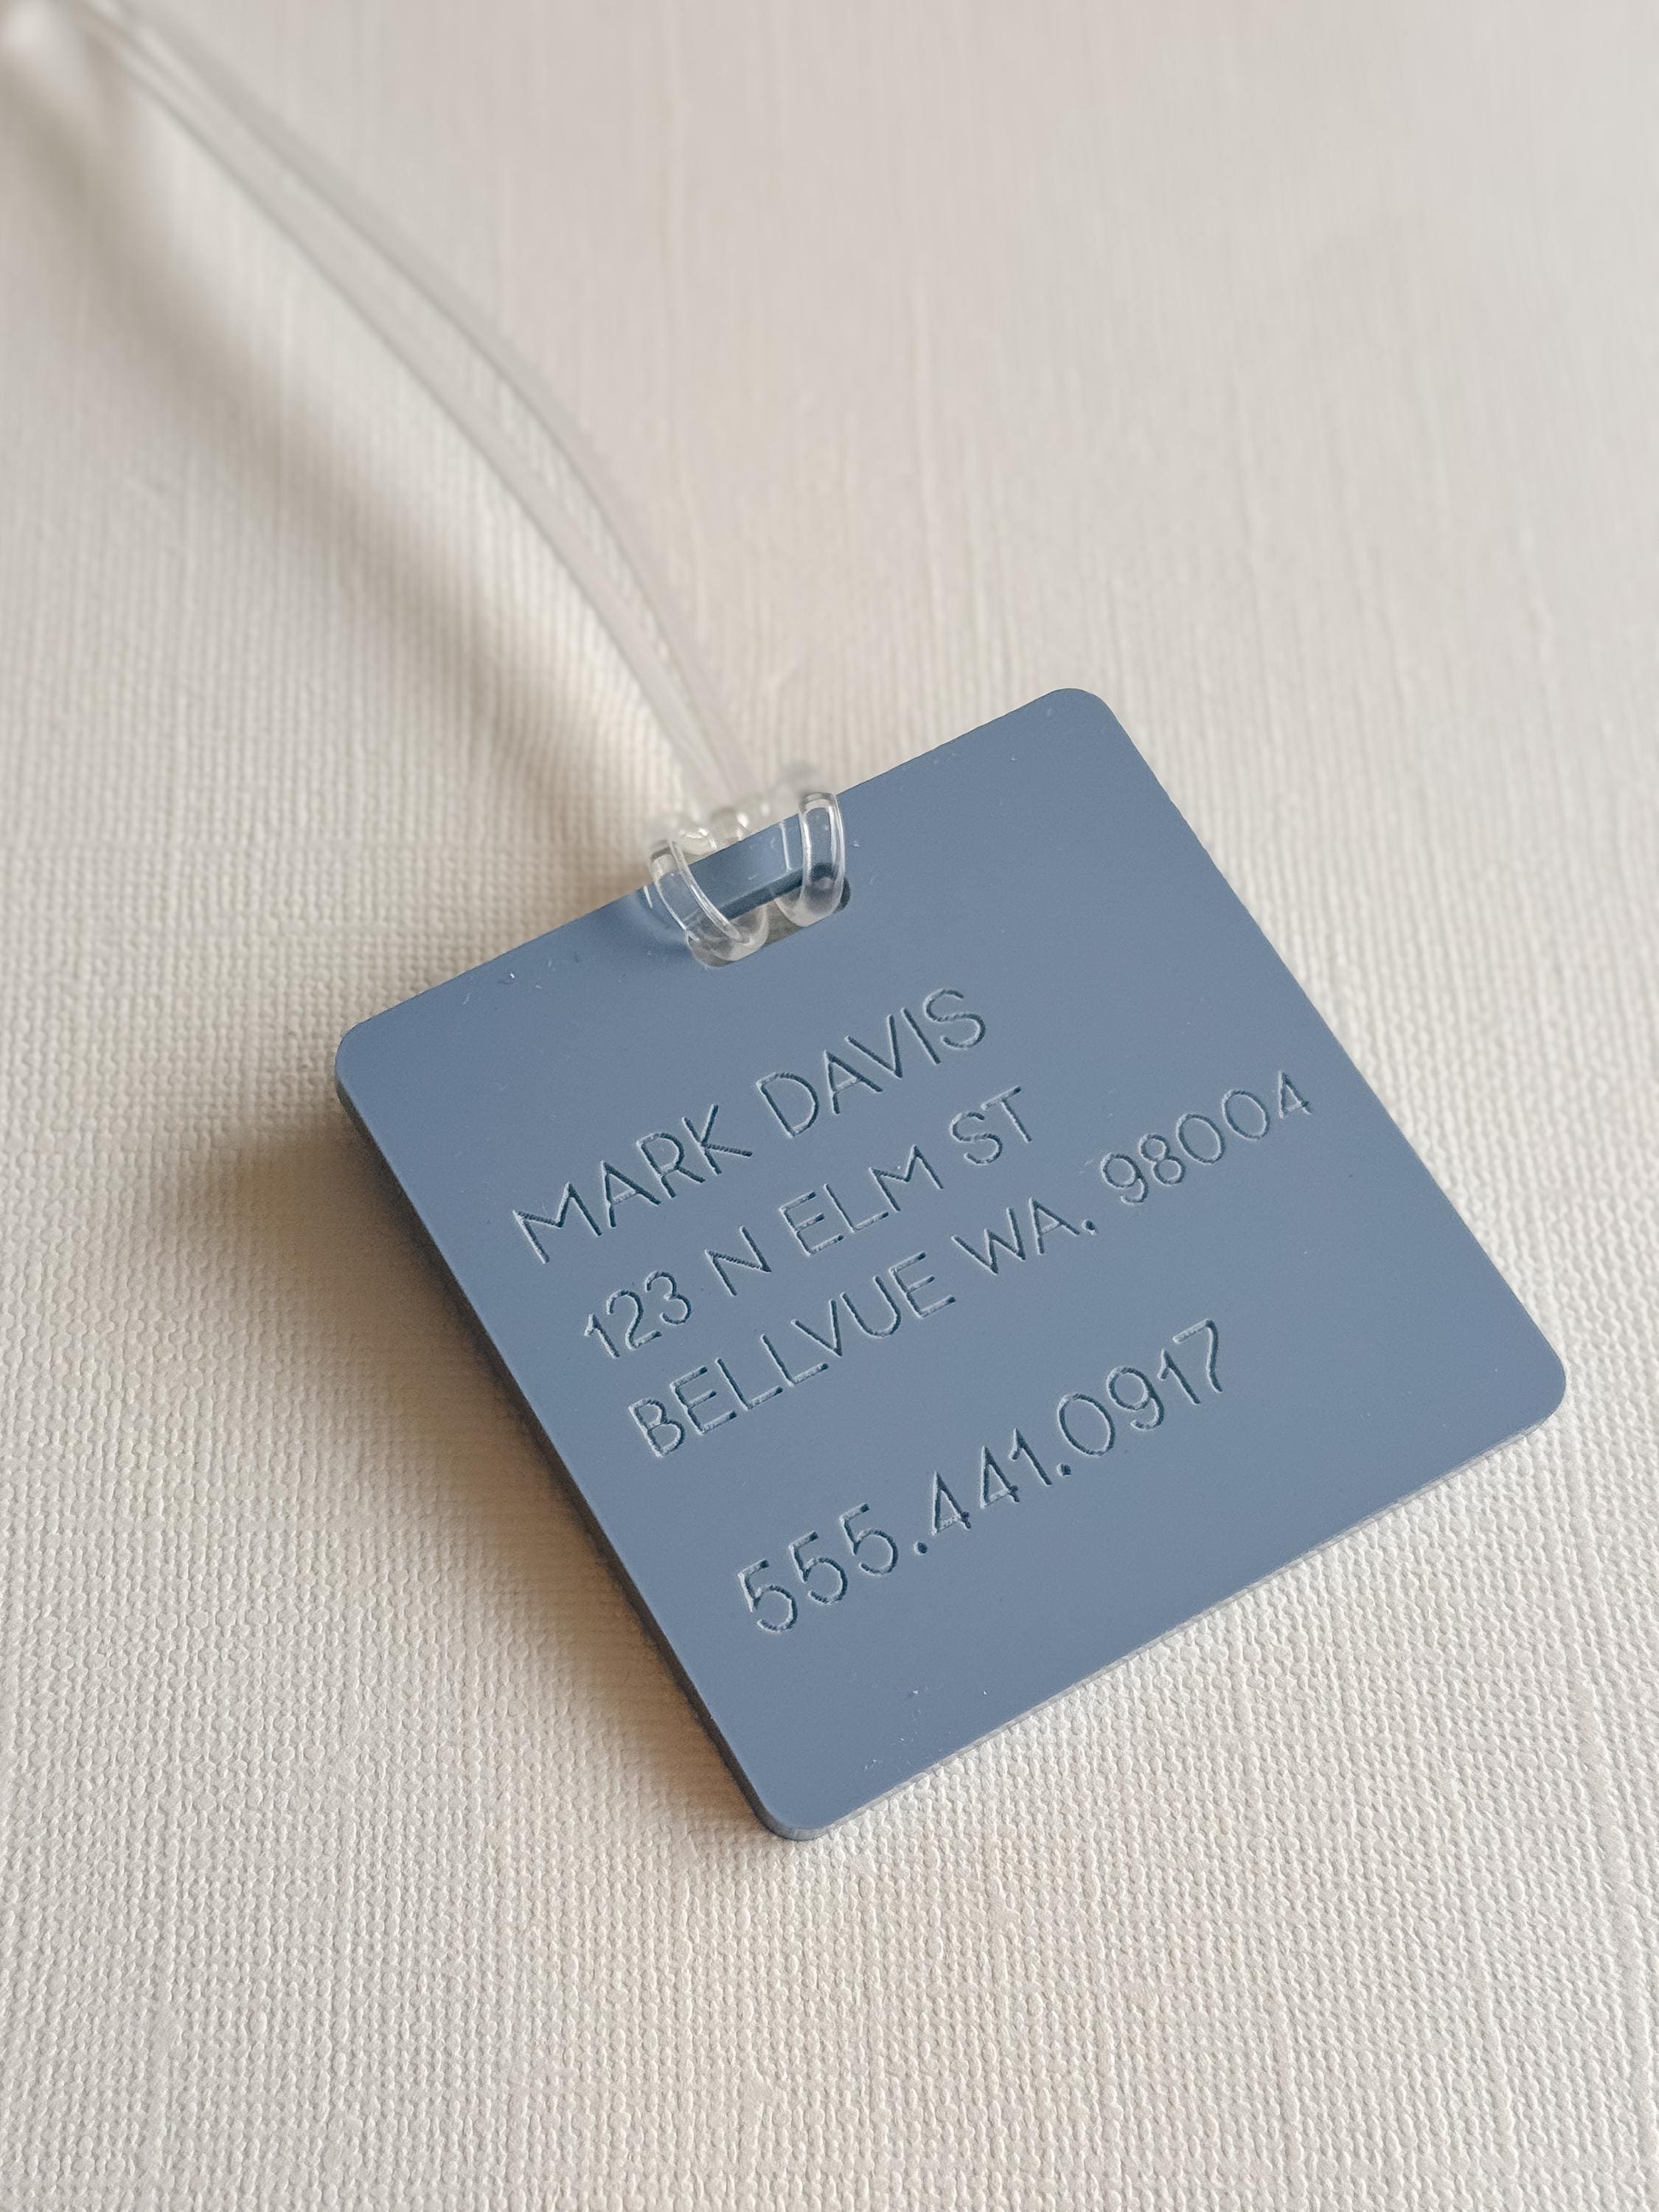 MARK DAVIS
123 N ELM ST
BELLVUE WA. 98004
555.441.0917